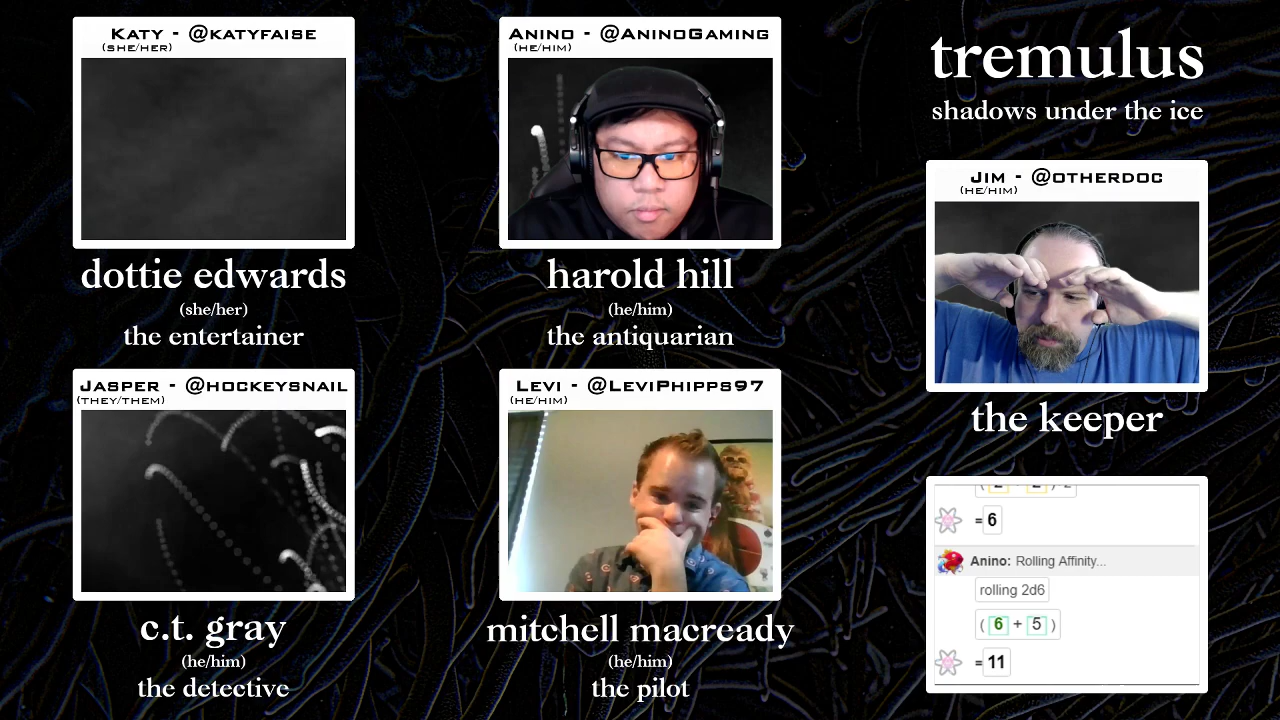 Katy - @katyfaise
(she/her)
dottie edwards
(she/her)
the entertainer
Anino - @AninoGaming
(he/him)
harold hill
(he/him)
the antiquarian
tremulus
shadows under the ice
Jim - @otherdoc
(he/him)
the keeper
Jasper - @hockeysnail
(they/them)
c.t. gray
(he/him)
the detective
Levi - @LeviPhipps97
(he/him)
mitchell macready
(he/him)
the pilot
=6
Anino: Rolling Affinity...
rolling 2d6
(6 + 5)
=11